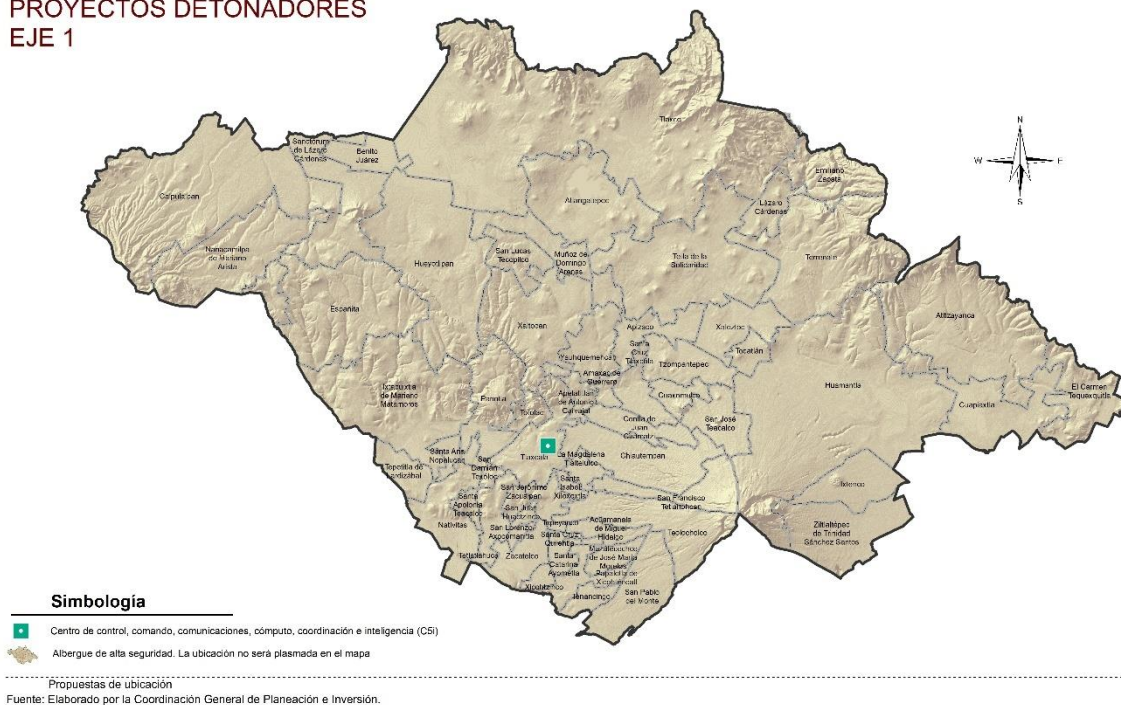 PROYECTOS DETONADORES
EJE 1
N
W
E
S
Tlaxco
Sanctórum
de Lázaro
Cárdenas
Benito
Juárez
Emiliano
Zapata
Calpulalpan
Atlangatepec
Lázaro
Cárdenas
Nanacamilpa
de Mariano
Arista
Hueyotlipan
San Lucas
Tecopilco
Muñoz de
Domingo
Arenas
Tetla de la
Solidaridad
Terrenate
Españita
Xaltocan
Apizaco
Xaloztoc
Altzayanca
Yauhquemehcan
Santa
Cruz
Tlaxcala
Tocatlán
Tzompantepec
Amaxac de
Guerrero
Huamantla
El Carmen
Tequexquitla
Ixtacuixtla
de Mariano
Matamoros
Panotla
Apetatitlán
de Antonio
Carvajal
Cuaxomulco
Cuapiaxtla
Totolac
Contla de
Juan
Cuamatzi
San José
Teacalco
Santa Ana
Nopalucan
Tlaxcala
La Magdalena
Tlaltelulco
Chiautempan
Tepetitla de
Lardizábal
San
Damián
Texóloc
Santa
Isabel
Xiloxoxtla
Ixtenco
San Jerónimo
Zacualpan
Santa
Apolonia
Teacalco
San Juan
Huactzinco
San Francisco
Tetlanohcan
Nativitas
San Lorenzo
Axocomanitla
Tepeyanco
Santa Cruz
Quilehtla
Acuamanala
de Miguel
Hidalgo
Teolocholco
Ziltlaltépec
de Trinidad
Sánchez Santos
Tetlatlahuca
Zacatelco
Santa
Catarina
Ayometla
Mazatecochco
de José María
Morelos
Papalotla de
Xicohténcatl
Xicohtzinco
Tenancingo
San Pablo
del Monte
Simbología
Centro de control, comando, comunicaciones, cómputo, coordinación e inteligencia (C5i)
Albergue de alta seguridad. La ubicación no será plasmada en el mapa
Propuestas de ubicación
Fuente: Elaborado por la Coordinación General de Planeación e Inversión.